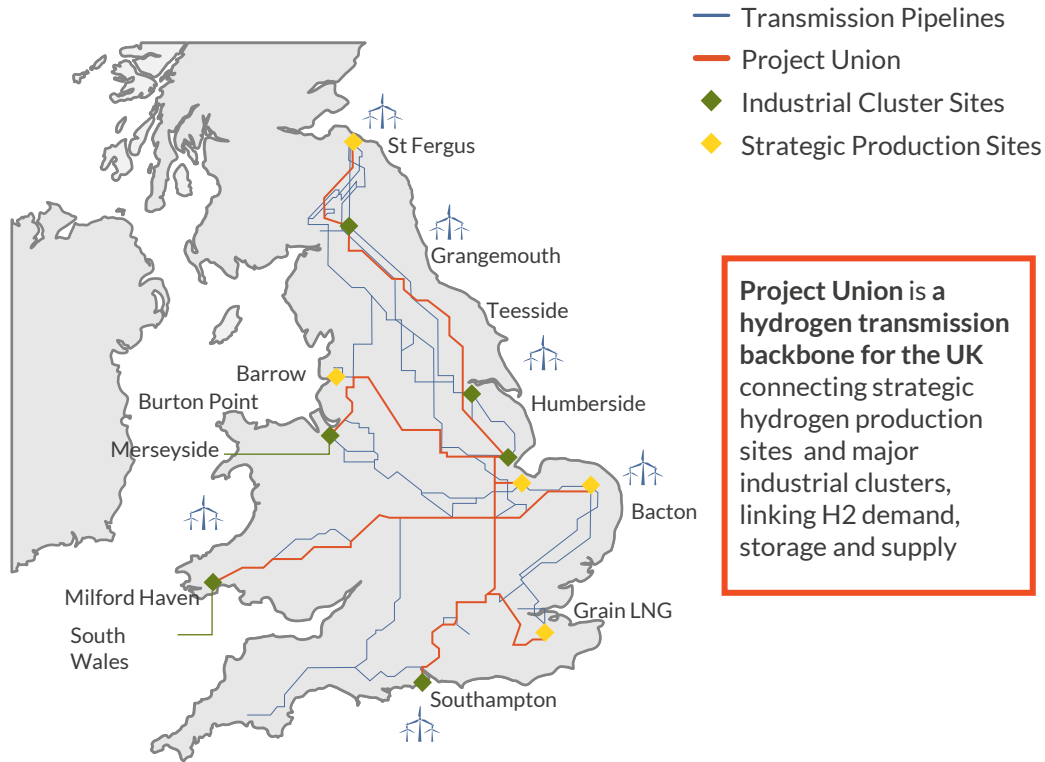 Transmission Pipelines
Project Union
Industrial Cluster Sites
Strategic Production Sites
St Fergus
Grangemouth
Teesside
Barrow
Burton Point
Humberside
Merseyside
Bacton
Milford Haven
South
Wales
Grain LNG
Southampton
Project Union is a
hydrogen transmission
backbone for the UK
connecting strategic
hydrogen production
sites and major
industrial clusters,
linking H2 demand,
storage and supply